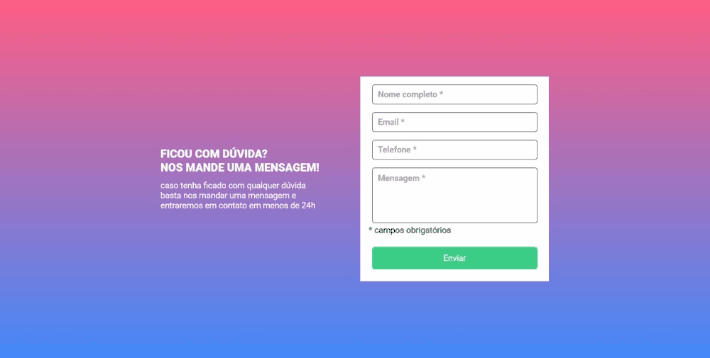 FICOU COM DÚVIDA?
NOS MANDE UMA MENSAGEM!
caso tenha ficado com qualquer dúvida
basta nos mandar uma mensagem e
entraremos em contato em menos de 24h
Nome completo *
Email *
Telefone *
Mensagem *
* campos obrigatórios
Enviar